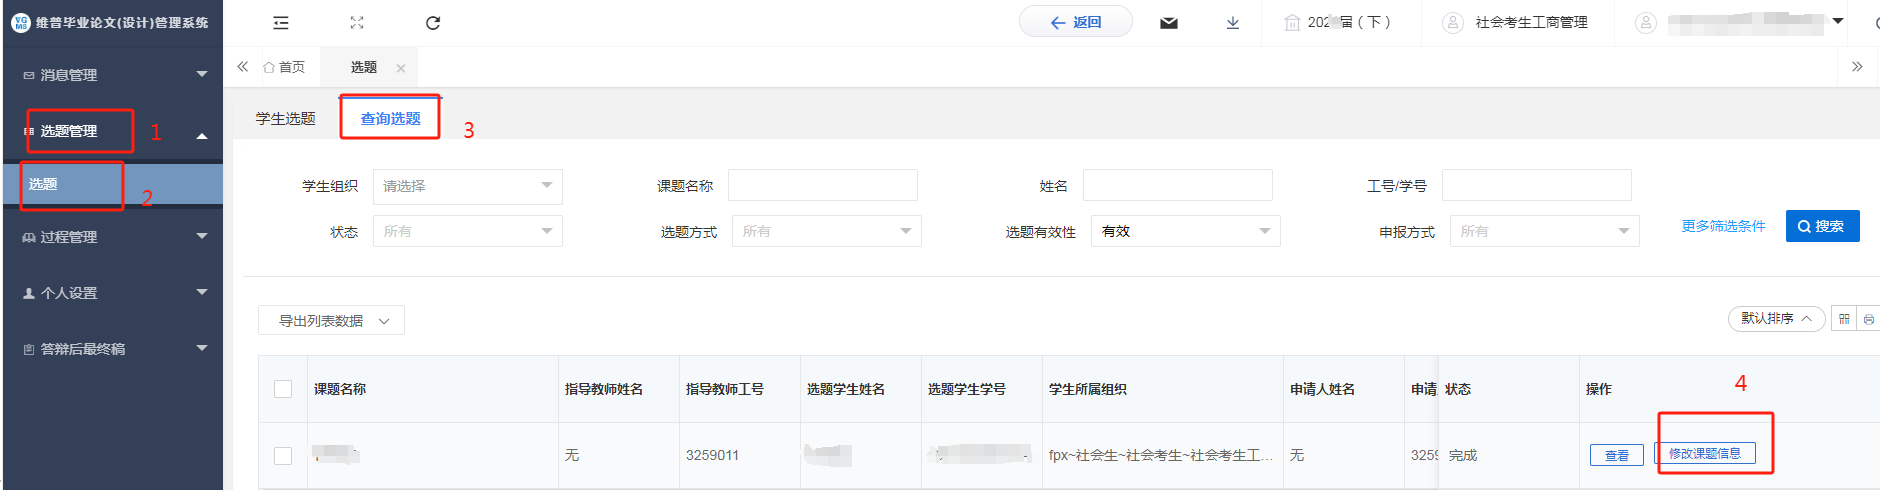 维普毕业论文(设计)管理系统
返回
202 届（下）
社会考生工商管理
消息管理
首页
选题
选题管理
1
学生选题
查询选题
3
选题
2
学生组织
请选择
课题名称
姓名
工号/学号
状态
所有
选题方式
所有
选题有效性
有效
申报方式
所有
更多筛选条件
搜索
过程管理
个人设置
答辩后最终稿
导出列表数据
默认排序
4
课题名称
指导教师姓名
指导教师工号
选题学生姓名
选题学生学号
学生所属组织
申请人姓名
申请
状态
操作
无
3259011
fpx~社会生~社会考生~社会考生工...
无
3259
完成
查看
修改课题信息